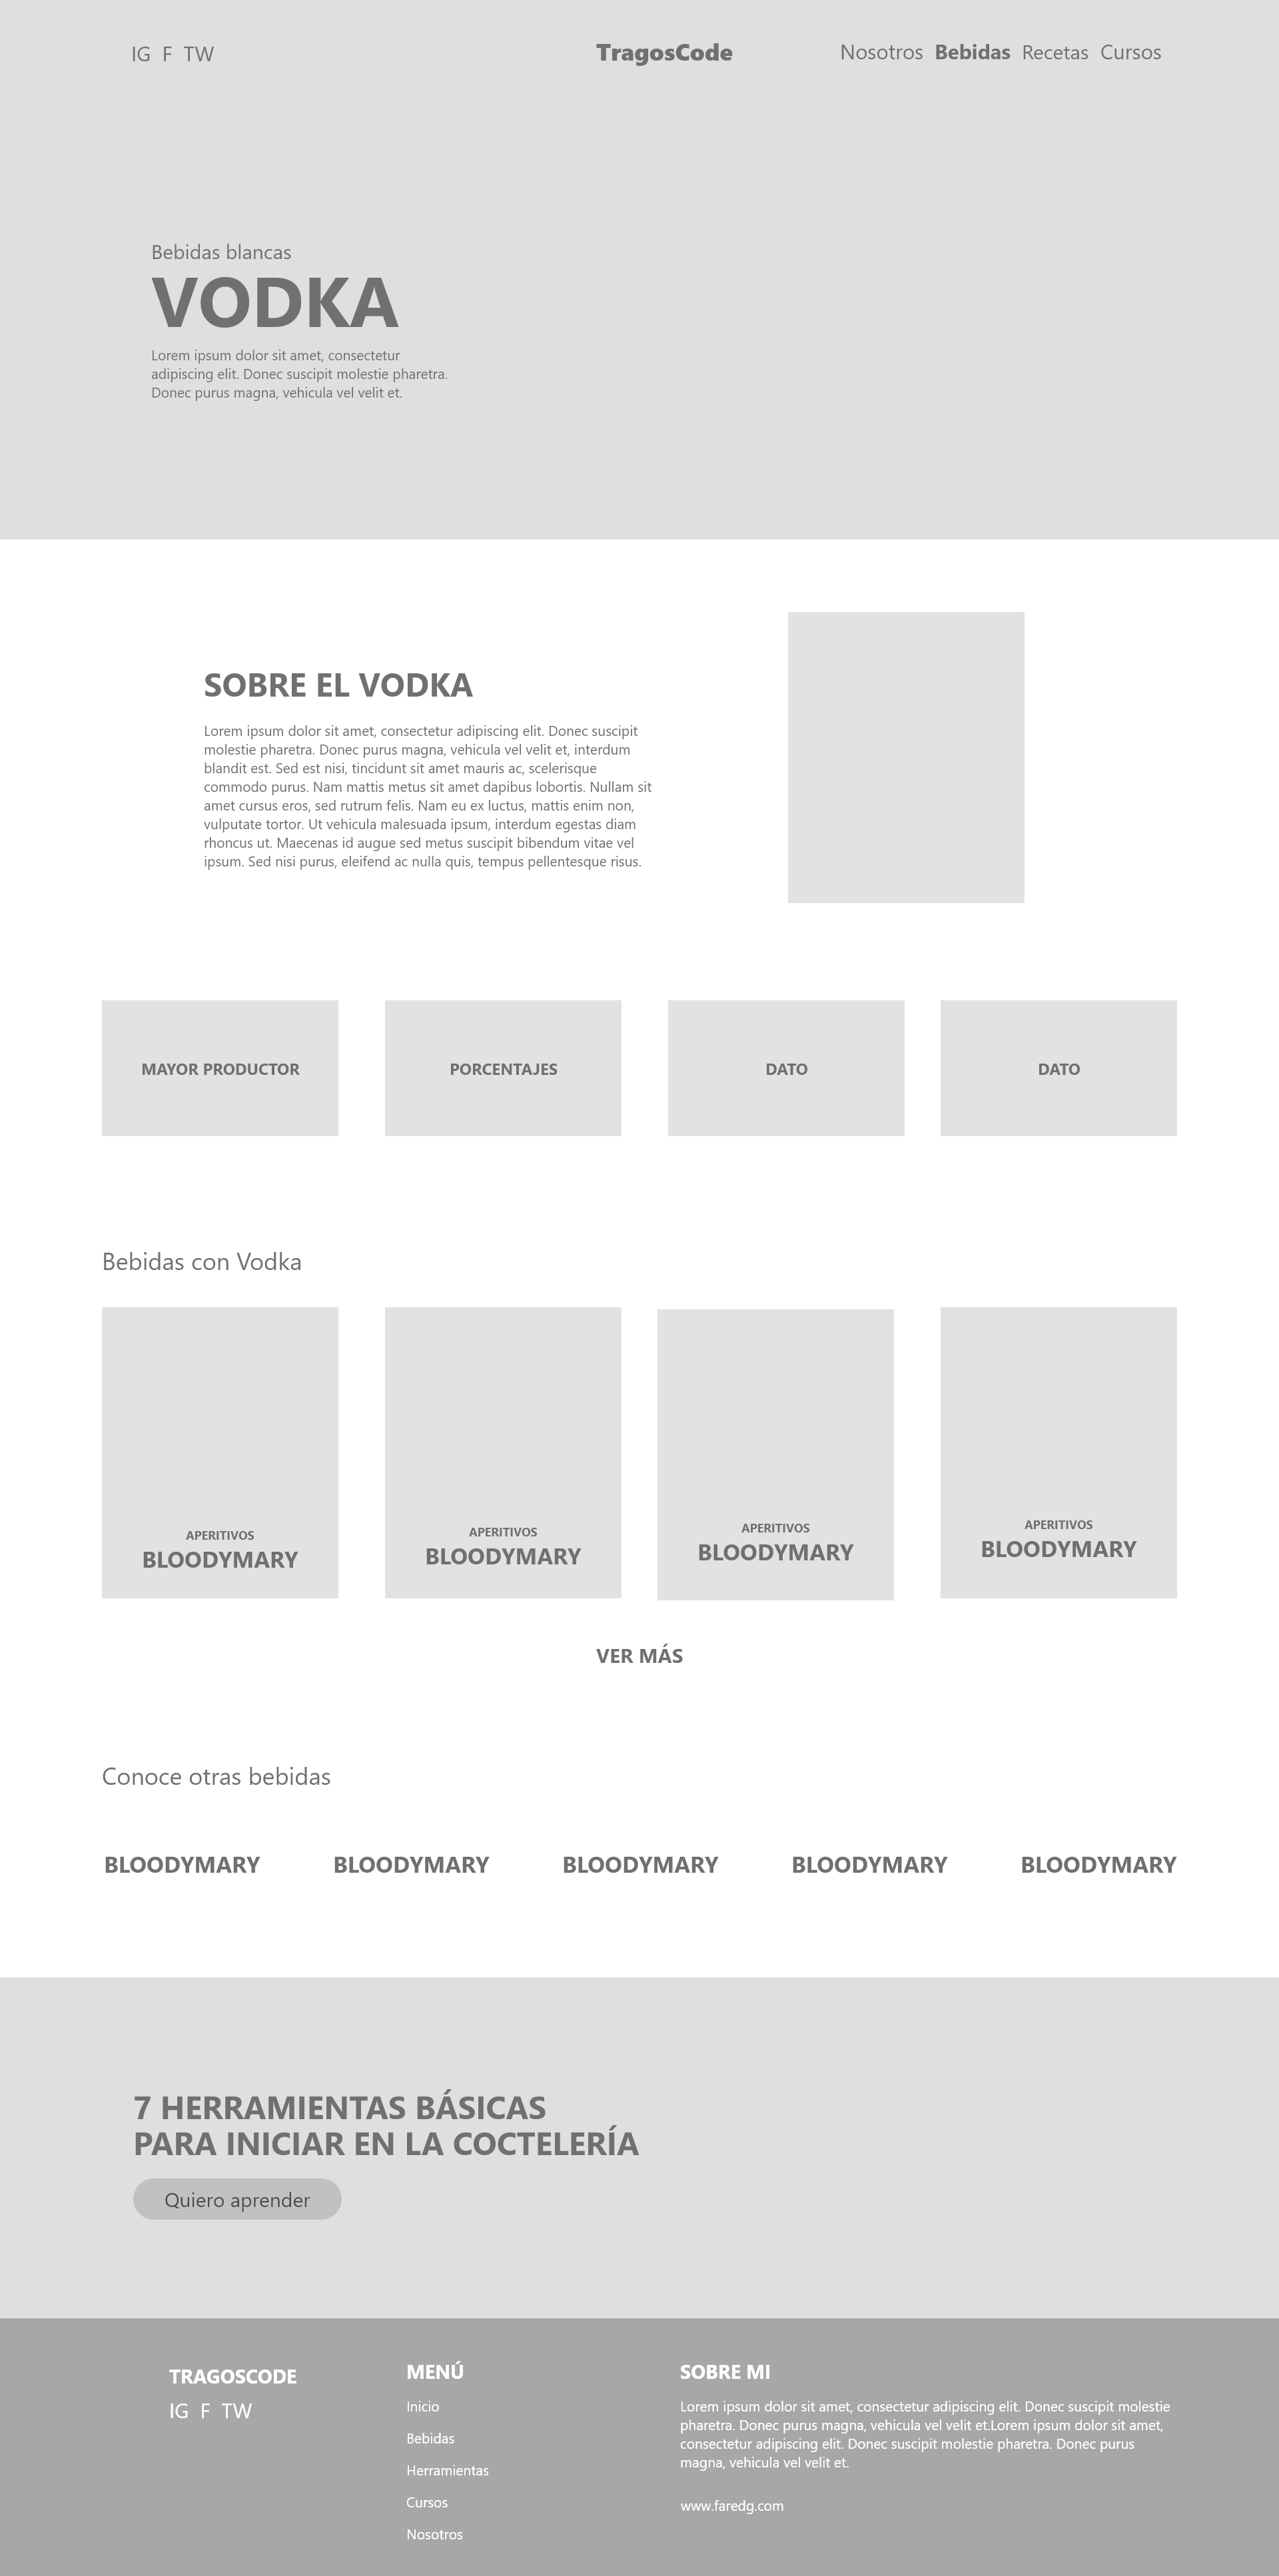 IG F TW
TragosCode
Nosotros Bebidas Recetas Cursos
Bebidas blancas
VODKA
Lorem ipsum dolor sit amet, consectetur
adipiscing elit. Donec suscipit molestie pharetra.
Donec purus magna, vehicula vel velit et.
SOBRE EL VODKA
Lorem ipsum dolor sit amet, consectetur adipiscing elit. Donec suscipit
molestie pharetra. Donec purus magna, vehicula vel velit et, interdum
blandit est. Sed est nisi, tincidunt sit amet mauris ac, scelerisque
commodo purus. Nam mattis metus sit amet dapibus lobortis. Nullam sit
amet cursus eros, sed rutrum felis. Nam eu ex luctus, mattis enim non,
vulputate tortor. Ut vehicula malesuada ipsum, interdum egestas diam
rhoncus ut. Maecenas id augue sed metus suscipit bibendum vitae vel
ipsum. Sed nisi purus, eleifend ac nulla quis, tempus pellentesque risus.
MAYOR PRODUCTOR
PORCENTAJES
DATO
DATO
Bebidas con Vodka
APERITIVOS
BLOODYMARY
APERITIVOS
BLOODYMARY
APERITIVOS
BLOODYMARY
APERITIVOS
BLOODYMARY
VER MÁS
Conoce otras bebidas
BLOODYMARY
BLOODYMARY
BLOODYMARY
BLOODYMARY
BLOODYMARY
7 HERRAMIENTAS BÁSICAS
PARA INICIAR EN LA COCTELERÍA
Quiero aprender
TRAGOSCODE
IG F TW
MENÚ
Inicio
Bebidas
Herramientas
Cursos
Nosotros
SOBRE MI
Lorem ipsum dolor sit amet, consectetur adipiscing elit. Donec suscipit molestie
pharetra. Donec purus magna, vehicula vel velit et.Lorem ipsum dolor sit amet,
consectetur adipiscing elit. Donec suscipit molestie pharetra. Donec purus
magna, vehicula vel velit et.
www.faredg.com